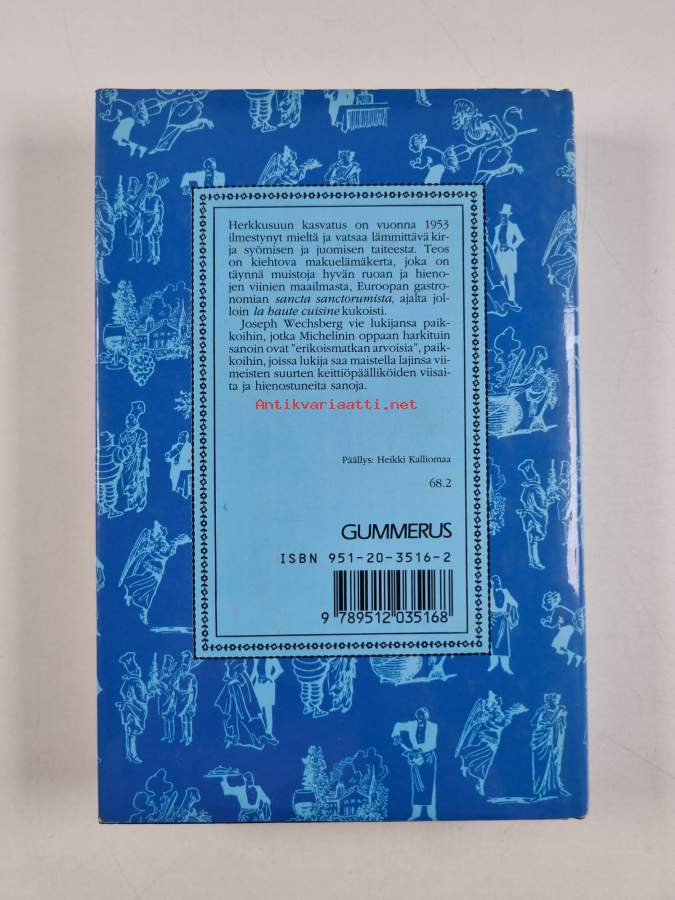 Herkkusuun kasvatus on vuonna 1953
ilmestynyt mieltä ja vatsaa lämmittävä kir-
ja syömisen ja juomisen taiteesta. Teos
on kiehtova makuelämäkerta, joka on
täynnä muistoja hyvän ruoan ja hieno-
jen viinien maailmasta, Euroopan gastro-
nomian sancta sanctorumista, ajalta jol-
loin la haute cuisine kukoisti.
Joseph Wechsberg vie lukijansa paik-
koihin, jotka Michelinin oppaan harkituin
sanoin ovat "erikoismatkan arvoisia", paik-
koihin, joissa lukija saa maistella lajinsa vii-
meisten suurten keittiöpäälliköiden viisai-
ta ja hienostuneita sanoja.
Antikvariaatti.net
Päällys: Heikki Kalliomaa
68.2
GUMMERUS
ISBN 951-20-3516-2
9 789512 035168